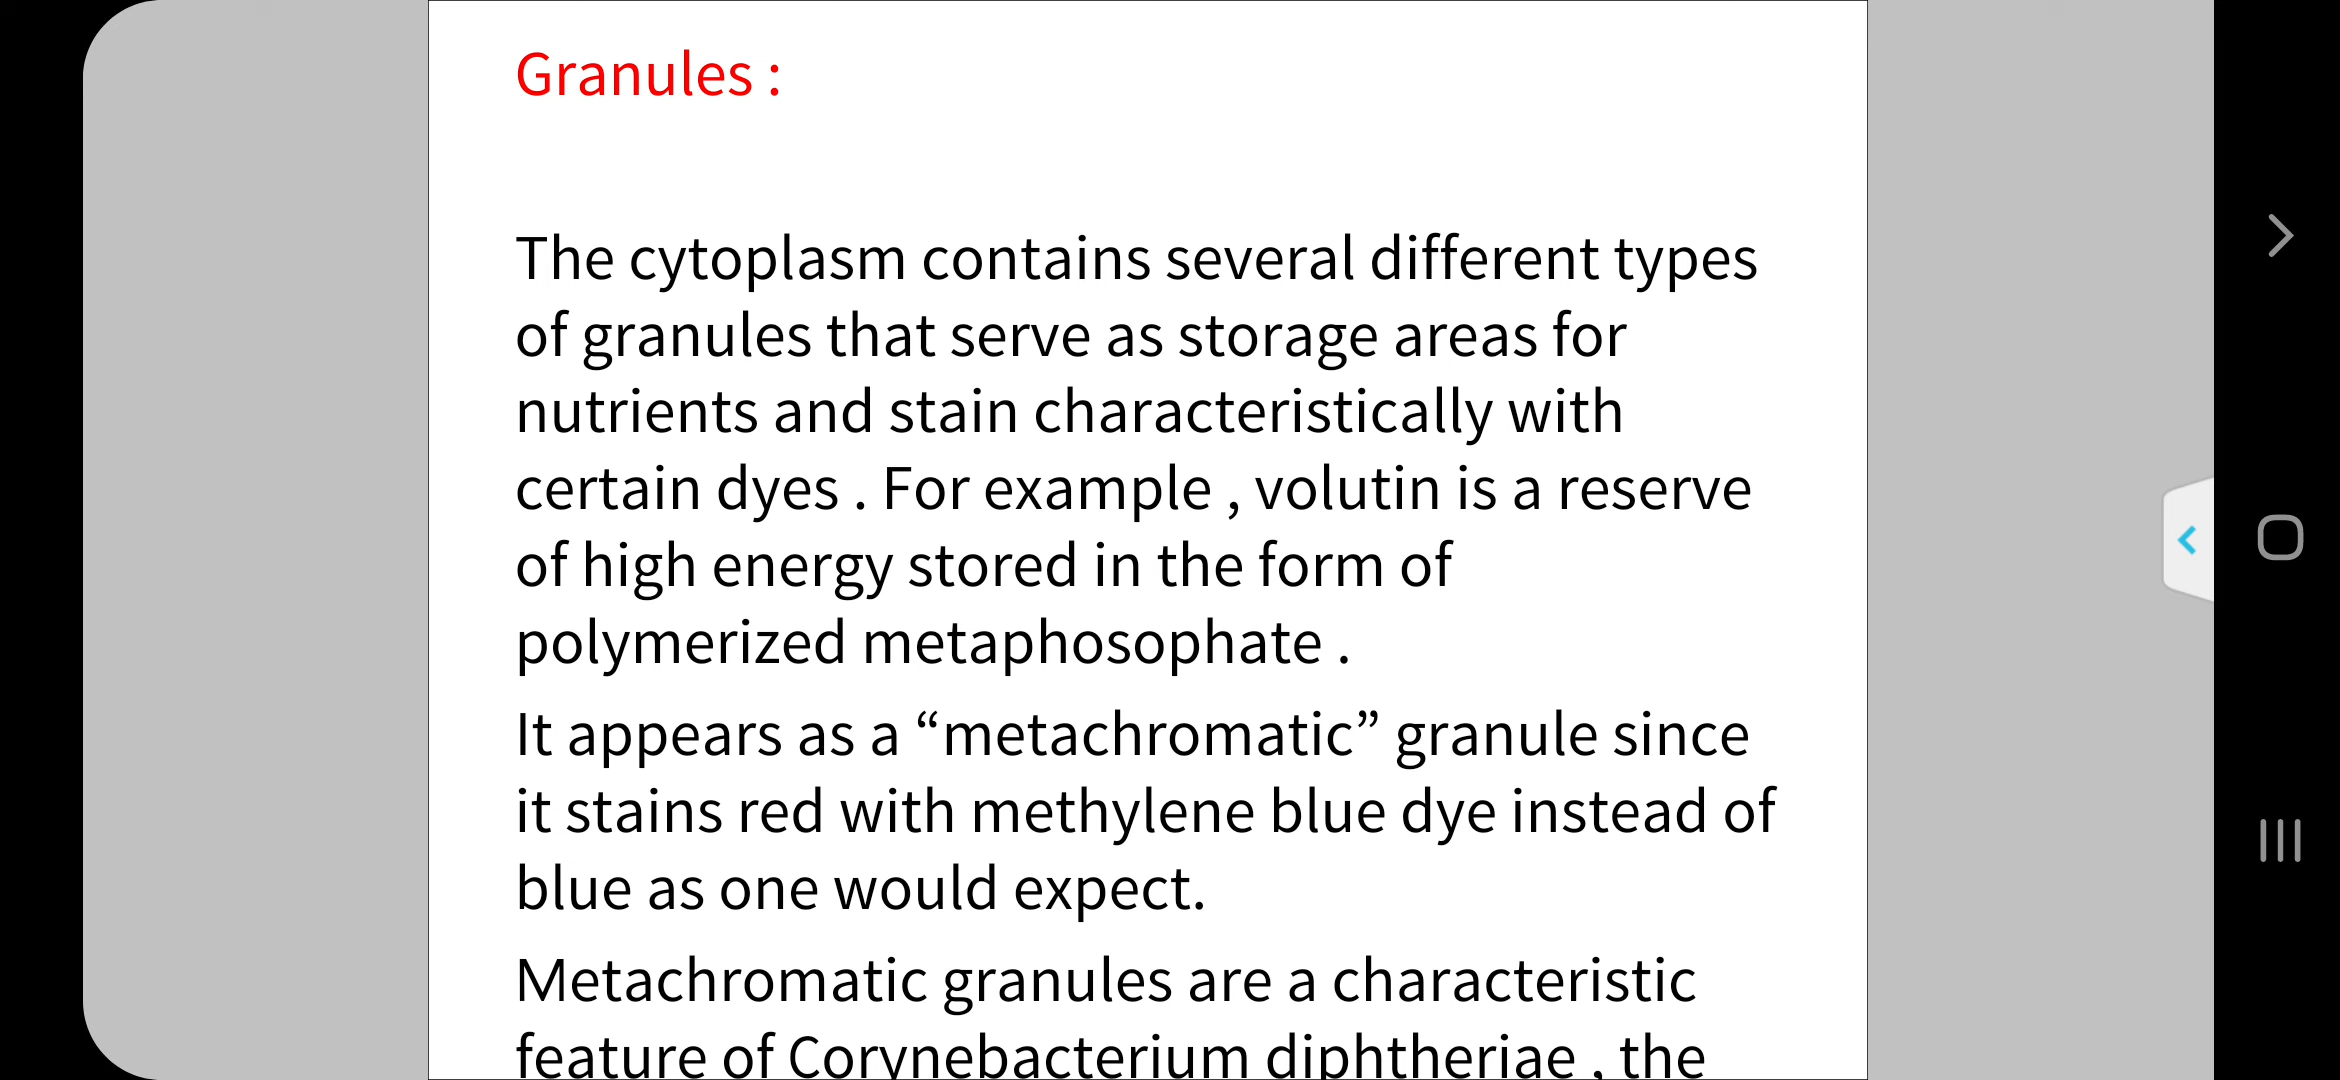 Granules :
The cytoplasm contains several different types
of granules that serve as storage areas for
nutrients and stain characteristically with
certain dyes . For example , volutin is a reserve
of high energy stored in the form of
polymerized metaphosophate .
It appears as a “metachromatic” granule since
it stains red with methylene blue dye instead of
blue as one would expect.
Metachromatic granules are a characteristic
feature of Corynebacterium diphtheriae , the